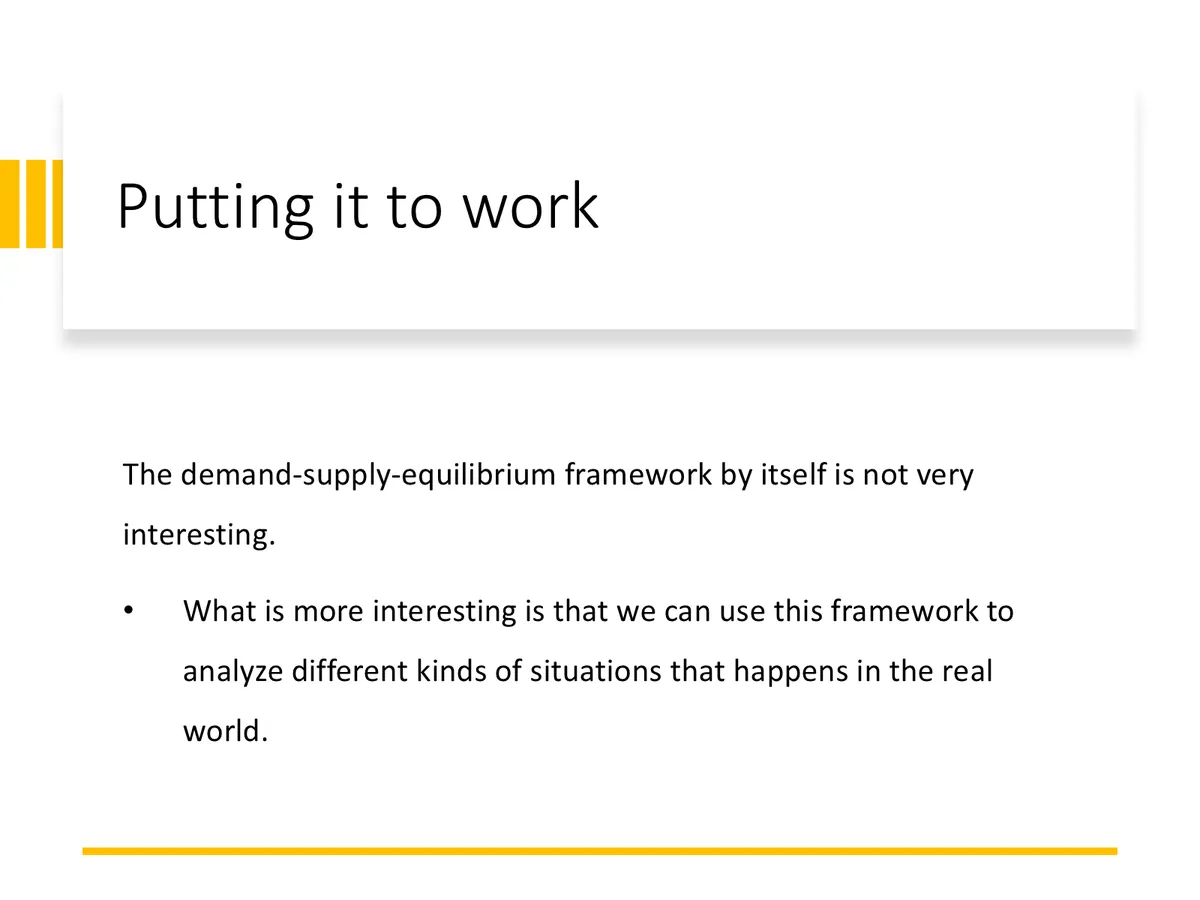 Putting it to work
The demand-supply-equilibrium framework by itself is not very
interesting.
• What is more interesting is that we can use this framework to
analyze different kinds of situations that happens in the real
world.